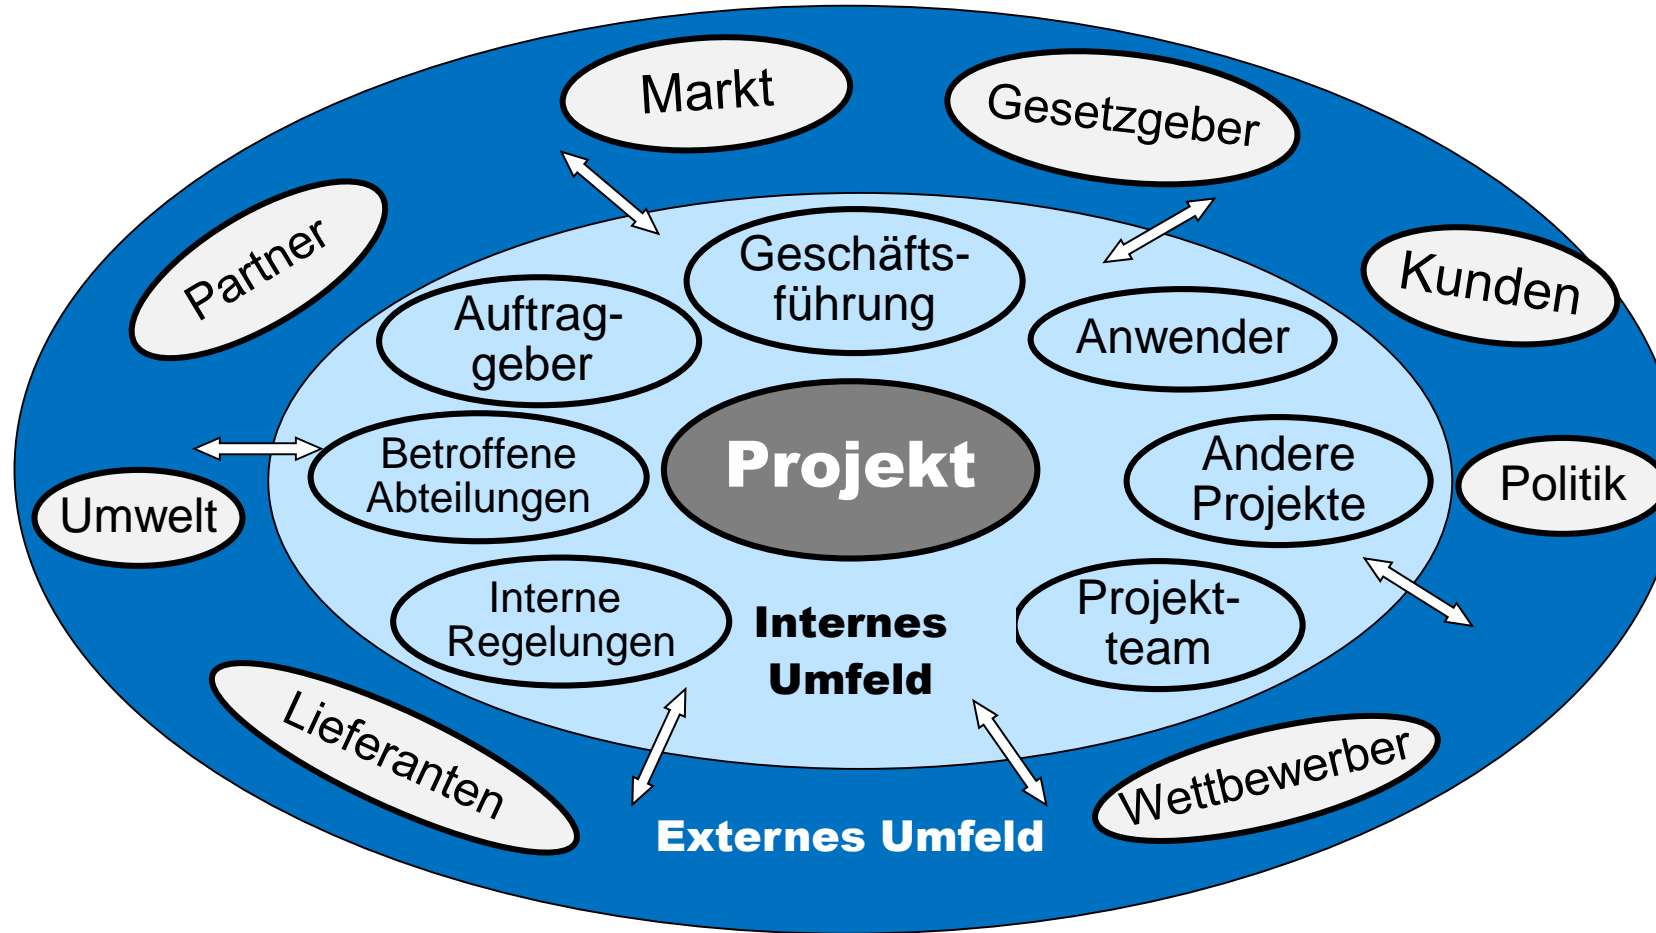 Markt
Gesetzgeber
Partner
Geschäfts-
führung
Kunden
Auftrag-
geber
Anwender
Projekt
Betroffene
Abteilungen
Andere
Projekte
Politik
Umwelt
Interne
Regelungen
Internes
Umfeld
Projekt-
team
Lieferanten
Wettbewerber
Externes Umfeld